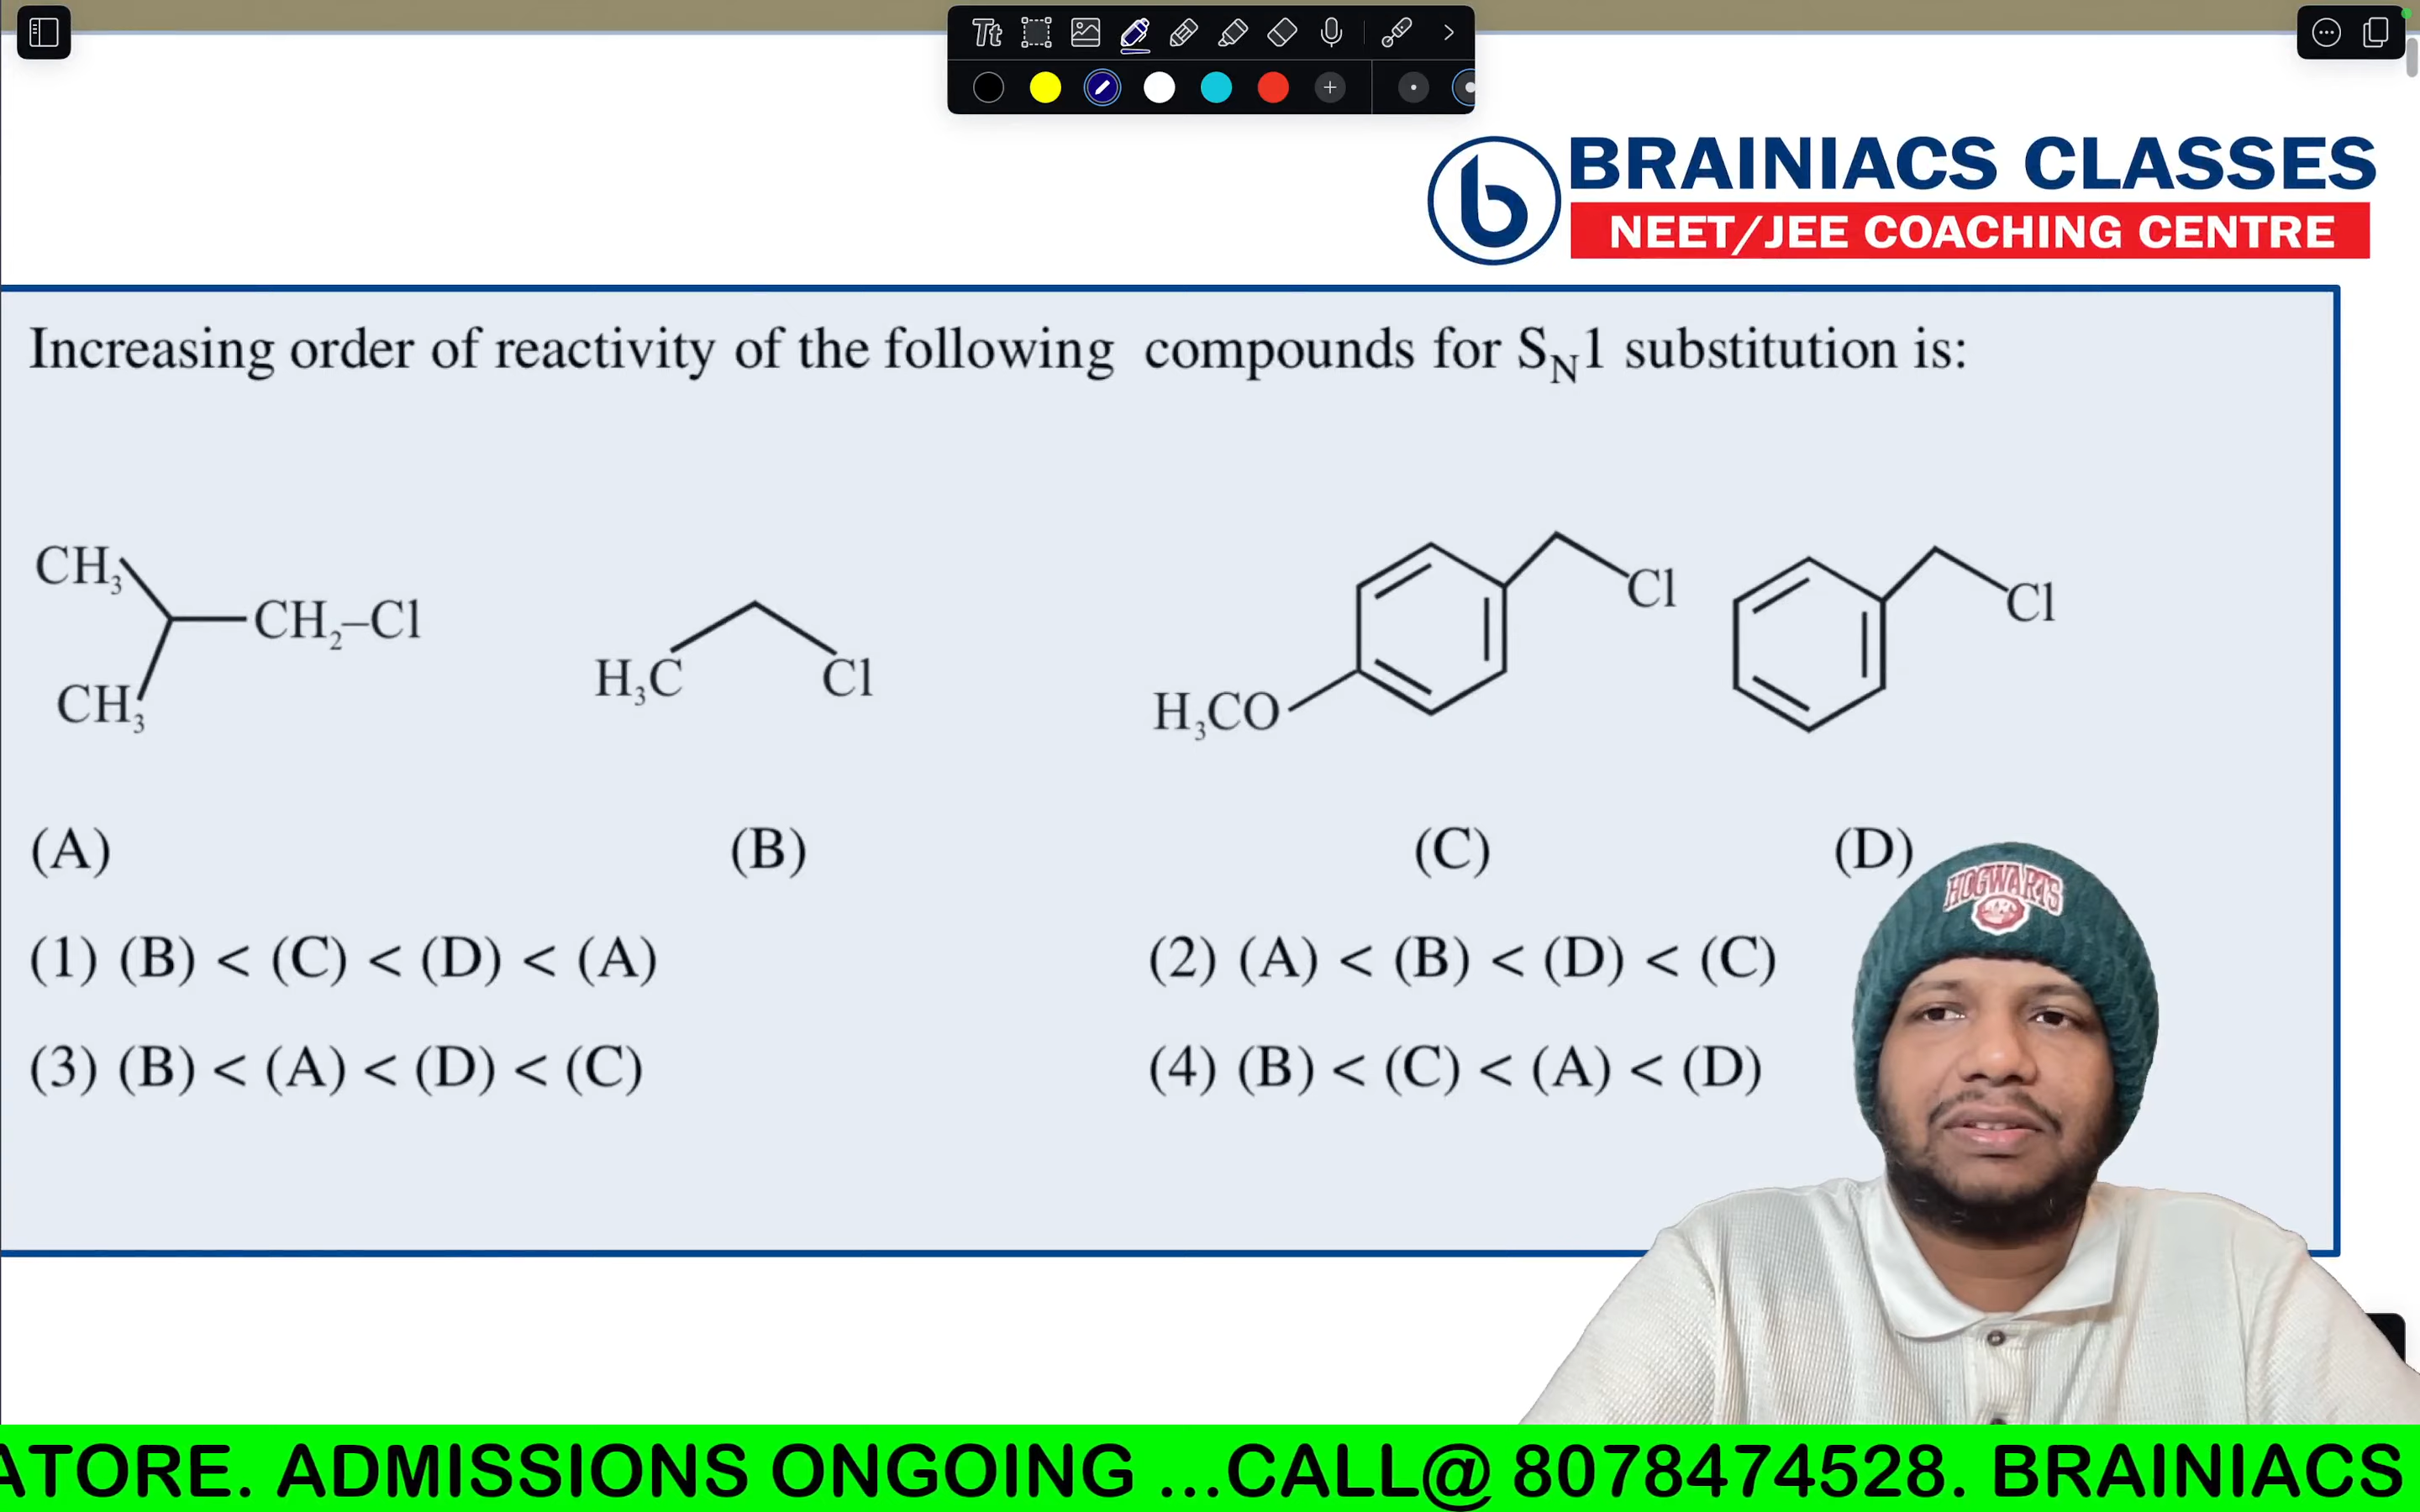 Tt
BRAINIACS CLASSES
NEET/JEE COACHING CENTRE
Increasing order of reactivity of the following compounds for SN1 substitution is:
CH3
CH2–Cl
CH3
H3C
Cl
Cl
H3CO
Cl
(A) (B) (C) (D)
(1) (B) < (C) < (D) < (A) (2) (A) < (B) < (D) < (C)
(3) (B) < (A) < (D) < (C) (4) (B) < (C) < (A) < (D)
HOGWARTS
ATORE. ADMISSIONS ONGOING ...CALL@ 8078474528. BRAINIACS